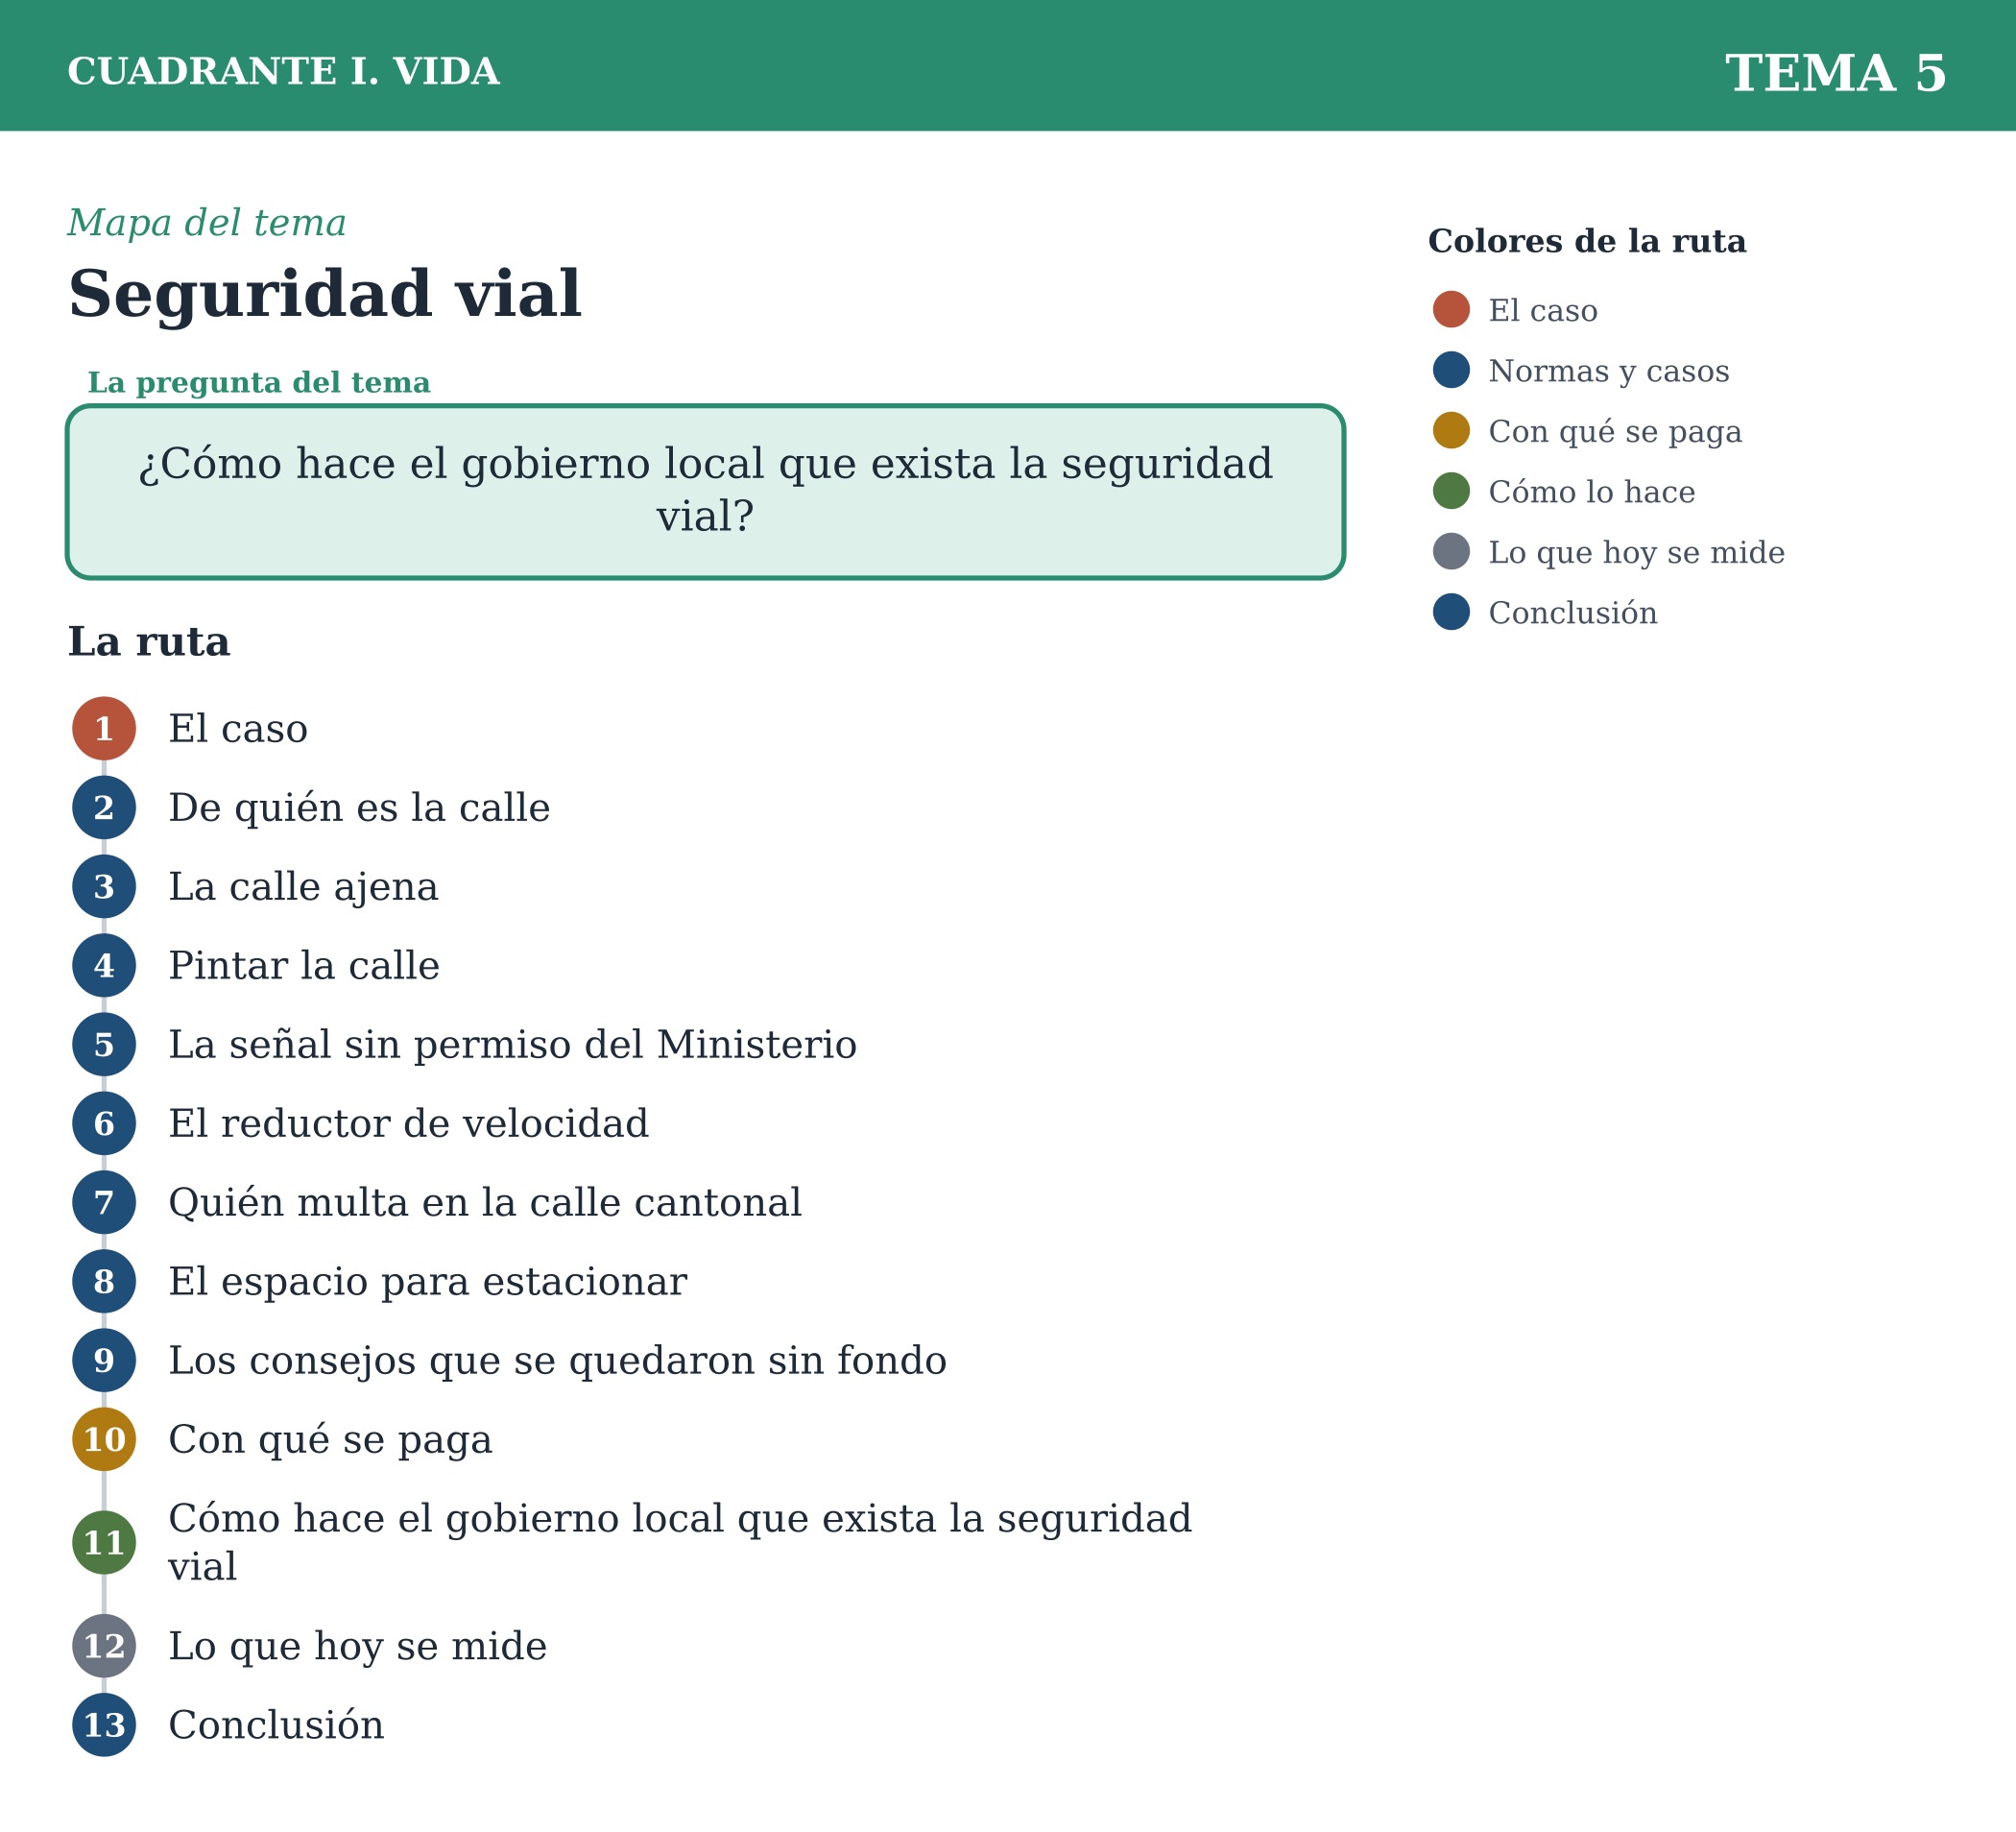 CUADRANTE I. VIDA
TEMA 5
Mapa del tema
Seguridad vial
La pregunta del tema
¿Cómo hace el gobierno local que exista la seguridad
vial?
Colores de la ruta
El caso
Normas y casos
Con qué se paga
Cómo lo hace
Lo que hoy se mide
Conclusión
La ruta
1 El caso
2 De quién es la calle
3 La calle ajena
4 Pintar la calle
5 La señal sin permiso del Ministerio
6 El reductor de velocidad
7 Quién multa en la calle cantonal
8 El espacio para estacionar
9 Los consejos que se quedaron sin fondo
10 Con qué se paga
11 Cómo hace el gobierno local que exista la seguridad
vial
12 Lo que hoy se mide
13 Conclusión